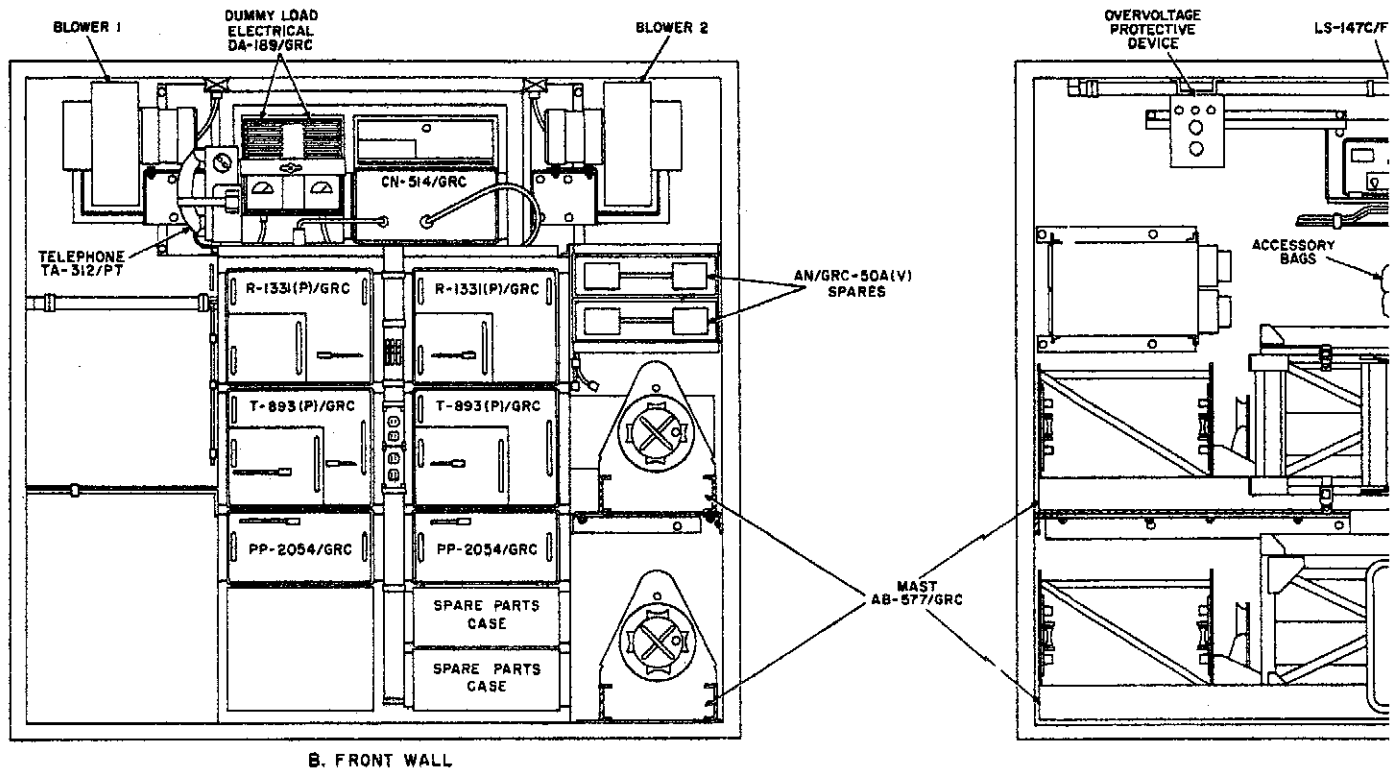 BLOWER 1
DUMMY LOAD
ELECTRICAL
DA-189/GRC
BLOWER 2
OVERVOLTAGE
PROTECTIVE
DEVICE
LS-147C/F
CN-514/GRC
TELEPHONE
TA-312/PT
R-1331(P)/GRC
R-1331(P)/GRC
AN/GRC-50A(V)
SPARES
ACCESSORY
BAGS
T-893(P)/GRC
T-893(P)/GRC
PP-2054/GRC
PP-2054/GRC
MAST
AB-577/GRC
SPARE PARTS
CASE
SPARE PARTS
CASE
B. FRONT WALL